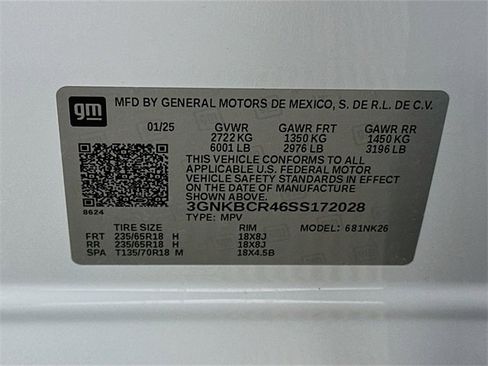 gm MFD BY GENERAL MOTORS DE MEXICO, S. DE R.L. DE C.V.
01/25 GVWR GAWR FRT GAWR RR
2722 KG 1350 KG 1450 KG
6001 LB 2976 LB 3196 LB
THIS VEHICLE CONFORMS TO ALL
APPLICABLE U.S. FEDERAL MOTOR
VEHICLE SAFETY STANDARDS IN EFFECT
ON THE DATE OF MANUFACTURE
SHOWN ABOVE.
8624 3GNKBCR46SS172028
TYPE: MPV
TIRE SIZE RIM MODEL: 681NK26
FRT 235/65R18 H 18X8J
RR 235/65R18 H 18X8J
SPA T135/70R18 M 18X4.5B